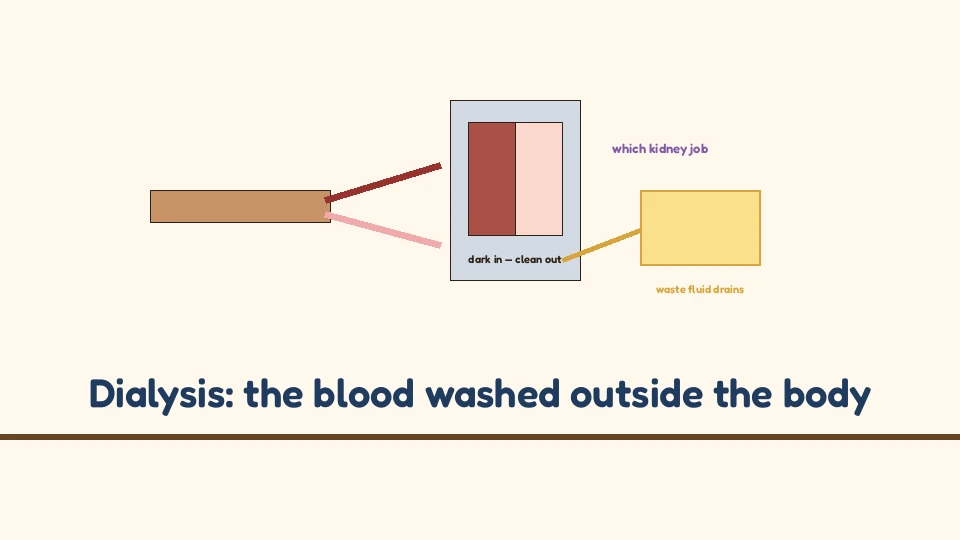 which kidney job
dark in — clean out
waste fluid drains
Dialysis: the blood washed outside the body